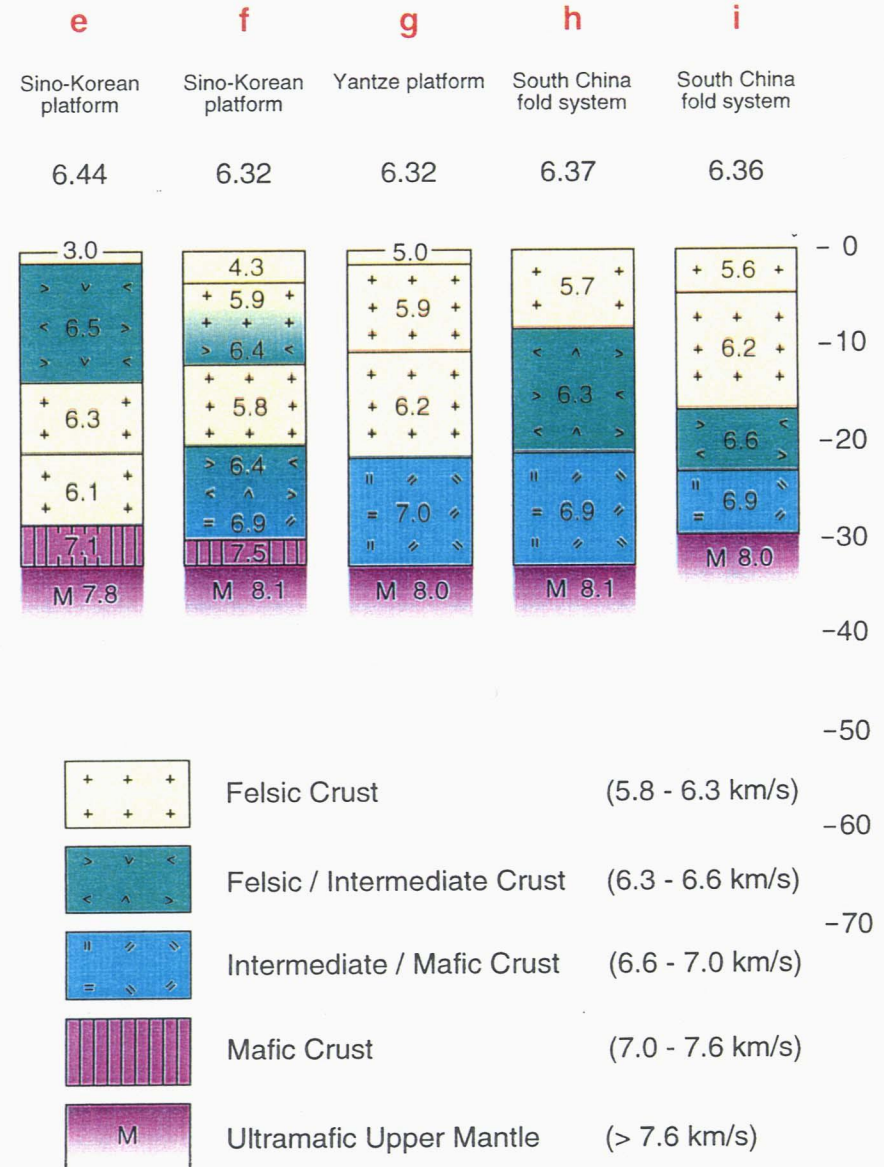 e f g h i
Sino-Korean Sino-Korean Yantze platform South China South China
platform platform fold system fold system
6.44 6.32 6.32 6.37 6.36
3.0 5.0 – 0
4.3 5.7 5.6
5.9 5.9
6.5 6.2 –10
6.4 6.3
6.3 5.8 6.2
6.4 6.6 –20
6.1 6.9 7.0 6.9 6.9
7.1 7.5 –30
M 7.8 M 8.1 M 8.0 M 8.1 M 8.0
–40
–50
Felsic Crust (5.8 - 6.3 km/s)
–60
Felsic / Intermediate Crust (6.3 - 6.6 km/s)
–70
Intermediate / Mafic Crust (6.6 - 7.0 km/s)
Mafic Crust (7.0 - 7.6 km/s)
M Ultramafic Upper Mantle (> 7.6 km/s)